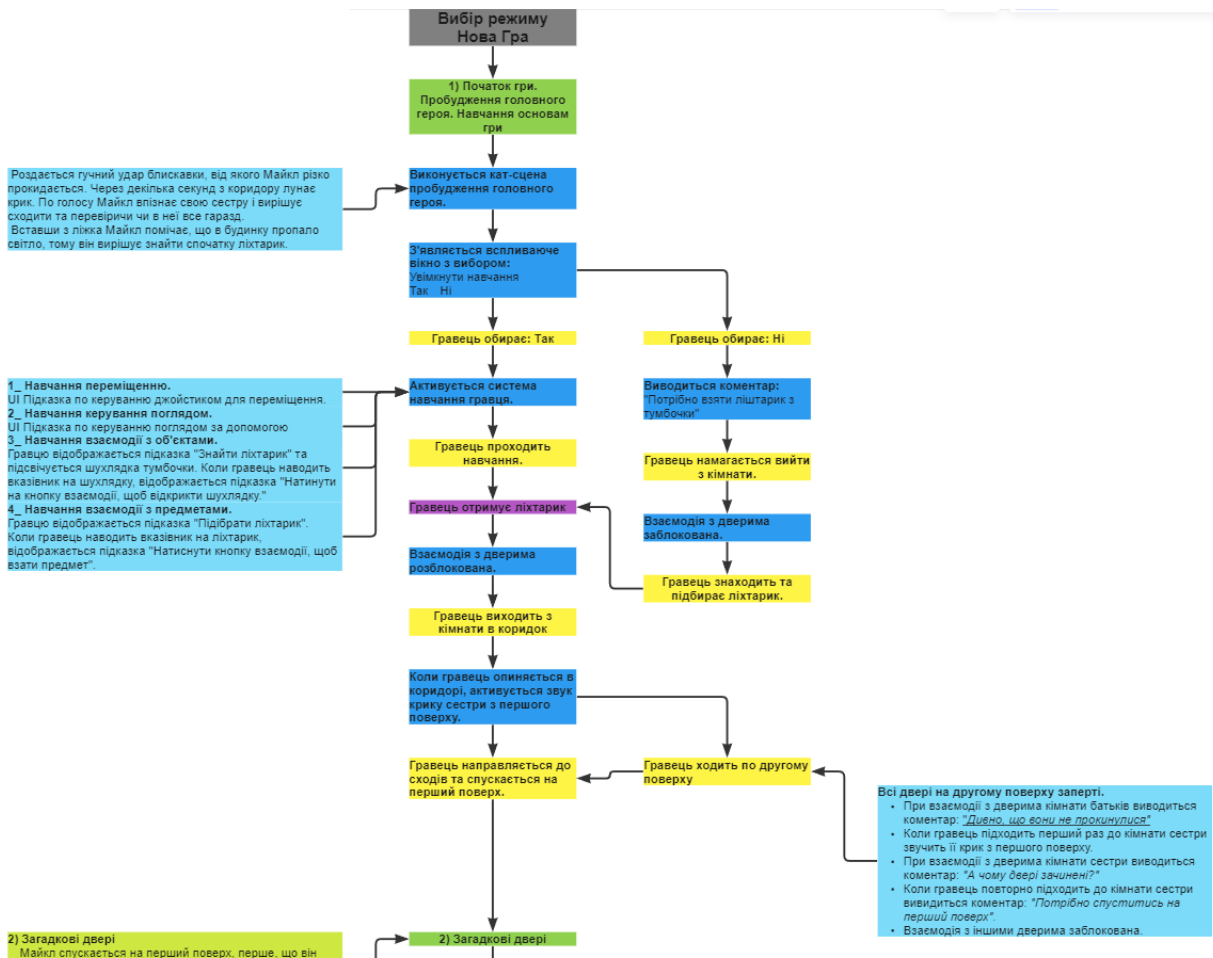 Вибір режиму
Нова Гра
1) Початок гри.
Пробудження головного
героя. Навчання основам
гри
Роздається гучний удар блискавки, від якого Майкл різко
прокидається. Через декілька секунд з коридору лунає
крик. По голосу Майкл впізнає свою сестру і вирішує
сходити та перевіричи чи в неї все гаразд.
Вставши з ліжка Майкл помічає, що в будинку пропало
світло, тому він вирішує знайти спочатку ліхтарик.
Виконується кат-сцена
пробудження головного
героя.
З'являється вспливаюче
вікно з вибором:
Увімкнути навчання
Так Ні
Гравець обирає: Так
Гравець обирає: Ні
1_ Навчання переміщенню.
UI Підказка по керуванню джойстиком для переміщення.
2_ Навчання керування поглядом.
UI Підказка по керуванню поглядом за допомогою
3_ Навчання взаємодії з об'єктами.
Гравцю відображається підказка "Знайти ліхтарик" та
підсвічується шухлядка тумбочки. Коли гравець наводить
вказівник на шухлядку, відображається підказка "Натинути
на кнопку взаємодії, щоб відкрити шухлядку."
4_ Навчання взаємодії з предметами.
Гравцю відображається підказка "Підібрати ліхтарик".
Коли гравець наводить вказівник на ліхтарик,
відображається підказка "Натиснути кнопку взаємодії, щоб
взати предмет".
Активується система
навчання гравця.
Виводиться коментар:
"Потрібно взяти ліштарик з
тумбочки"
Гравець проходить
навчання.
Гравець намагається вийти
з кімнати.
Гравець отримує ліхтарик
Взаємодія з дверима
заблокована.
Взаємодія з дверима
розблокована.
Гравець знаходить та
підбирає ліхтарик.
Гравець виходить з
кімнати в коридок
Коли гравець опиняється в
коридорі, активується звук
крику сестри з першого
поверху.
Гравець направляється до
сходів та спускається на
перший поверх.
Гравець ходить по другому
поверху
Всі двері на другому поверху заперті.
• При взаємодії з дверима кімнати батьків виводиться
коментар: "Дивно, що вони не прокинулися"
• Коли гравець підходить перший раз до кімнати сестри
звучить її крик з першого поверху.
• При взаємодії з дверима кімнати сестри виводиться
коментар: "А чому двері зачинені?"
• Коли гравець повторно підходить до кімнати сестри
вивидиться коментар: "Потрібно спуститись на
перший поверх".
• Взаємодія з іншими дверима заблокована.
2) Загадкові двері
Майкл спускається на перший поверх, перше, що він
2) Загадкові двері